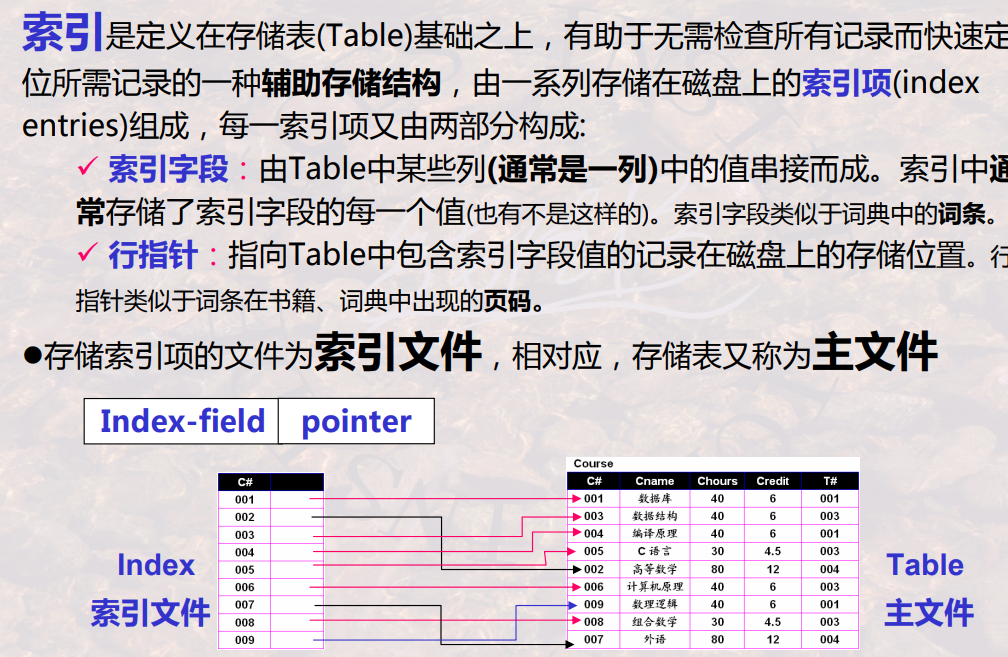 索引是定义在存储表(Table)基础之上，有助于无需检查所有记录而快速定
位所需记录的一种辅助存储结构，由一系列存储在磁盘上的索引项(index
entries)组成，每一索引项又由两部分构成:
✓ 索引字段：由Table中某些列(通常是一列)中的值串接而成。索引中通
常存储了索引字段的每一个值(也有不是这样的)。索引字段类似于词典中的词条。
✓ 行指针：指向Table中包含索引字段值的记录在磁盘上的存储位置。行
指针类似于词条在书籍、词典中出现的页码。
●存储索引项的文件为索引文件，相对应，存储表又称为主文件
Index-field pointer
Course
C#
001
002
003
004
005
006
007
008
009
C# Cname Chours Credit T#
001 数据库 40 6 001
003 数据结构 40 6 003
004 编译原理 40 6 001
005 C 语言 30 4.5 003
002 高等数学 80 12 004
006 计算机原理 40 6 003
009 数理逻辑 40 6 001
008 组合数学 30 4.5 003
007 外语 80 12 004
Index
索引文件
Table
主文件